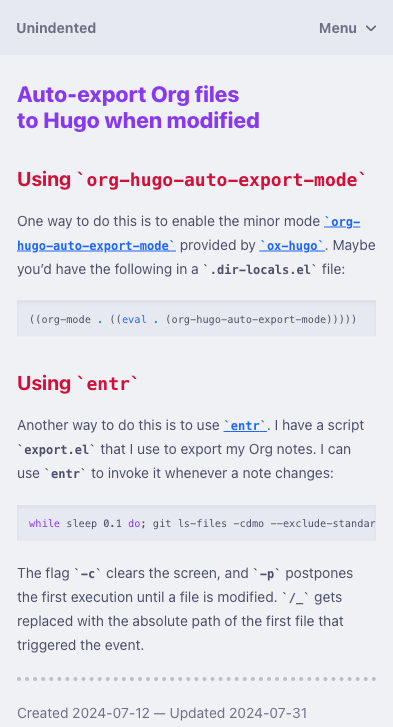 Unindented
Menu
Auto-export Org files
to Hugo when modified
Using `org-hugo-auto-export-mode`
One way to do this is to enable the minor mode `org-
hugo-auto-export-mode` provided by `ox-hugo`. Maybe
you’d have the following in a `.dir-locals.el` file:
((org-mode . ((eval . (org-hugo-auto-export-mode)))))
Using `entr`
Another way to do this is to use `entr`. I have a script
`export.el` that I use to export my Org notes. I can
use `entr` to invoke it whenever a note changes:
while sleep 0.1 do; git ls-files -cdmo --exclude-standar
The flag `-c` clears the screen, and `-p` postpones
the first execution until a file is modified. `/_` gets
replaced with the absolute path of the first file that
triggered the event.
Created 2024-07-12 — Updated 2024-07-31